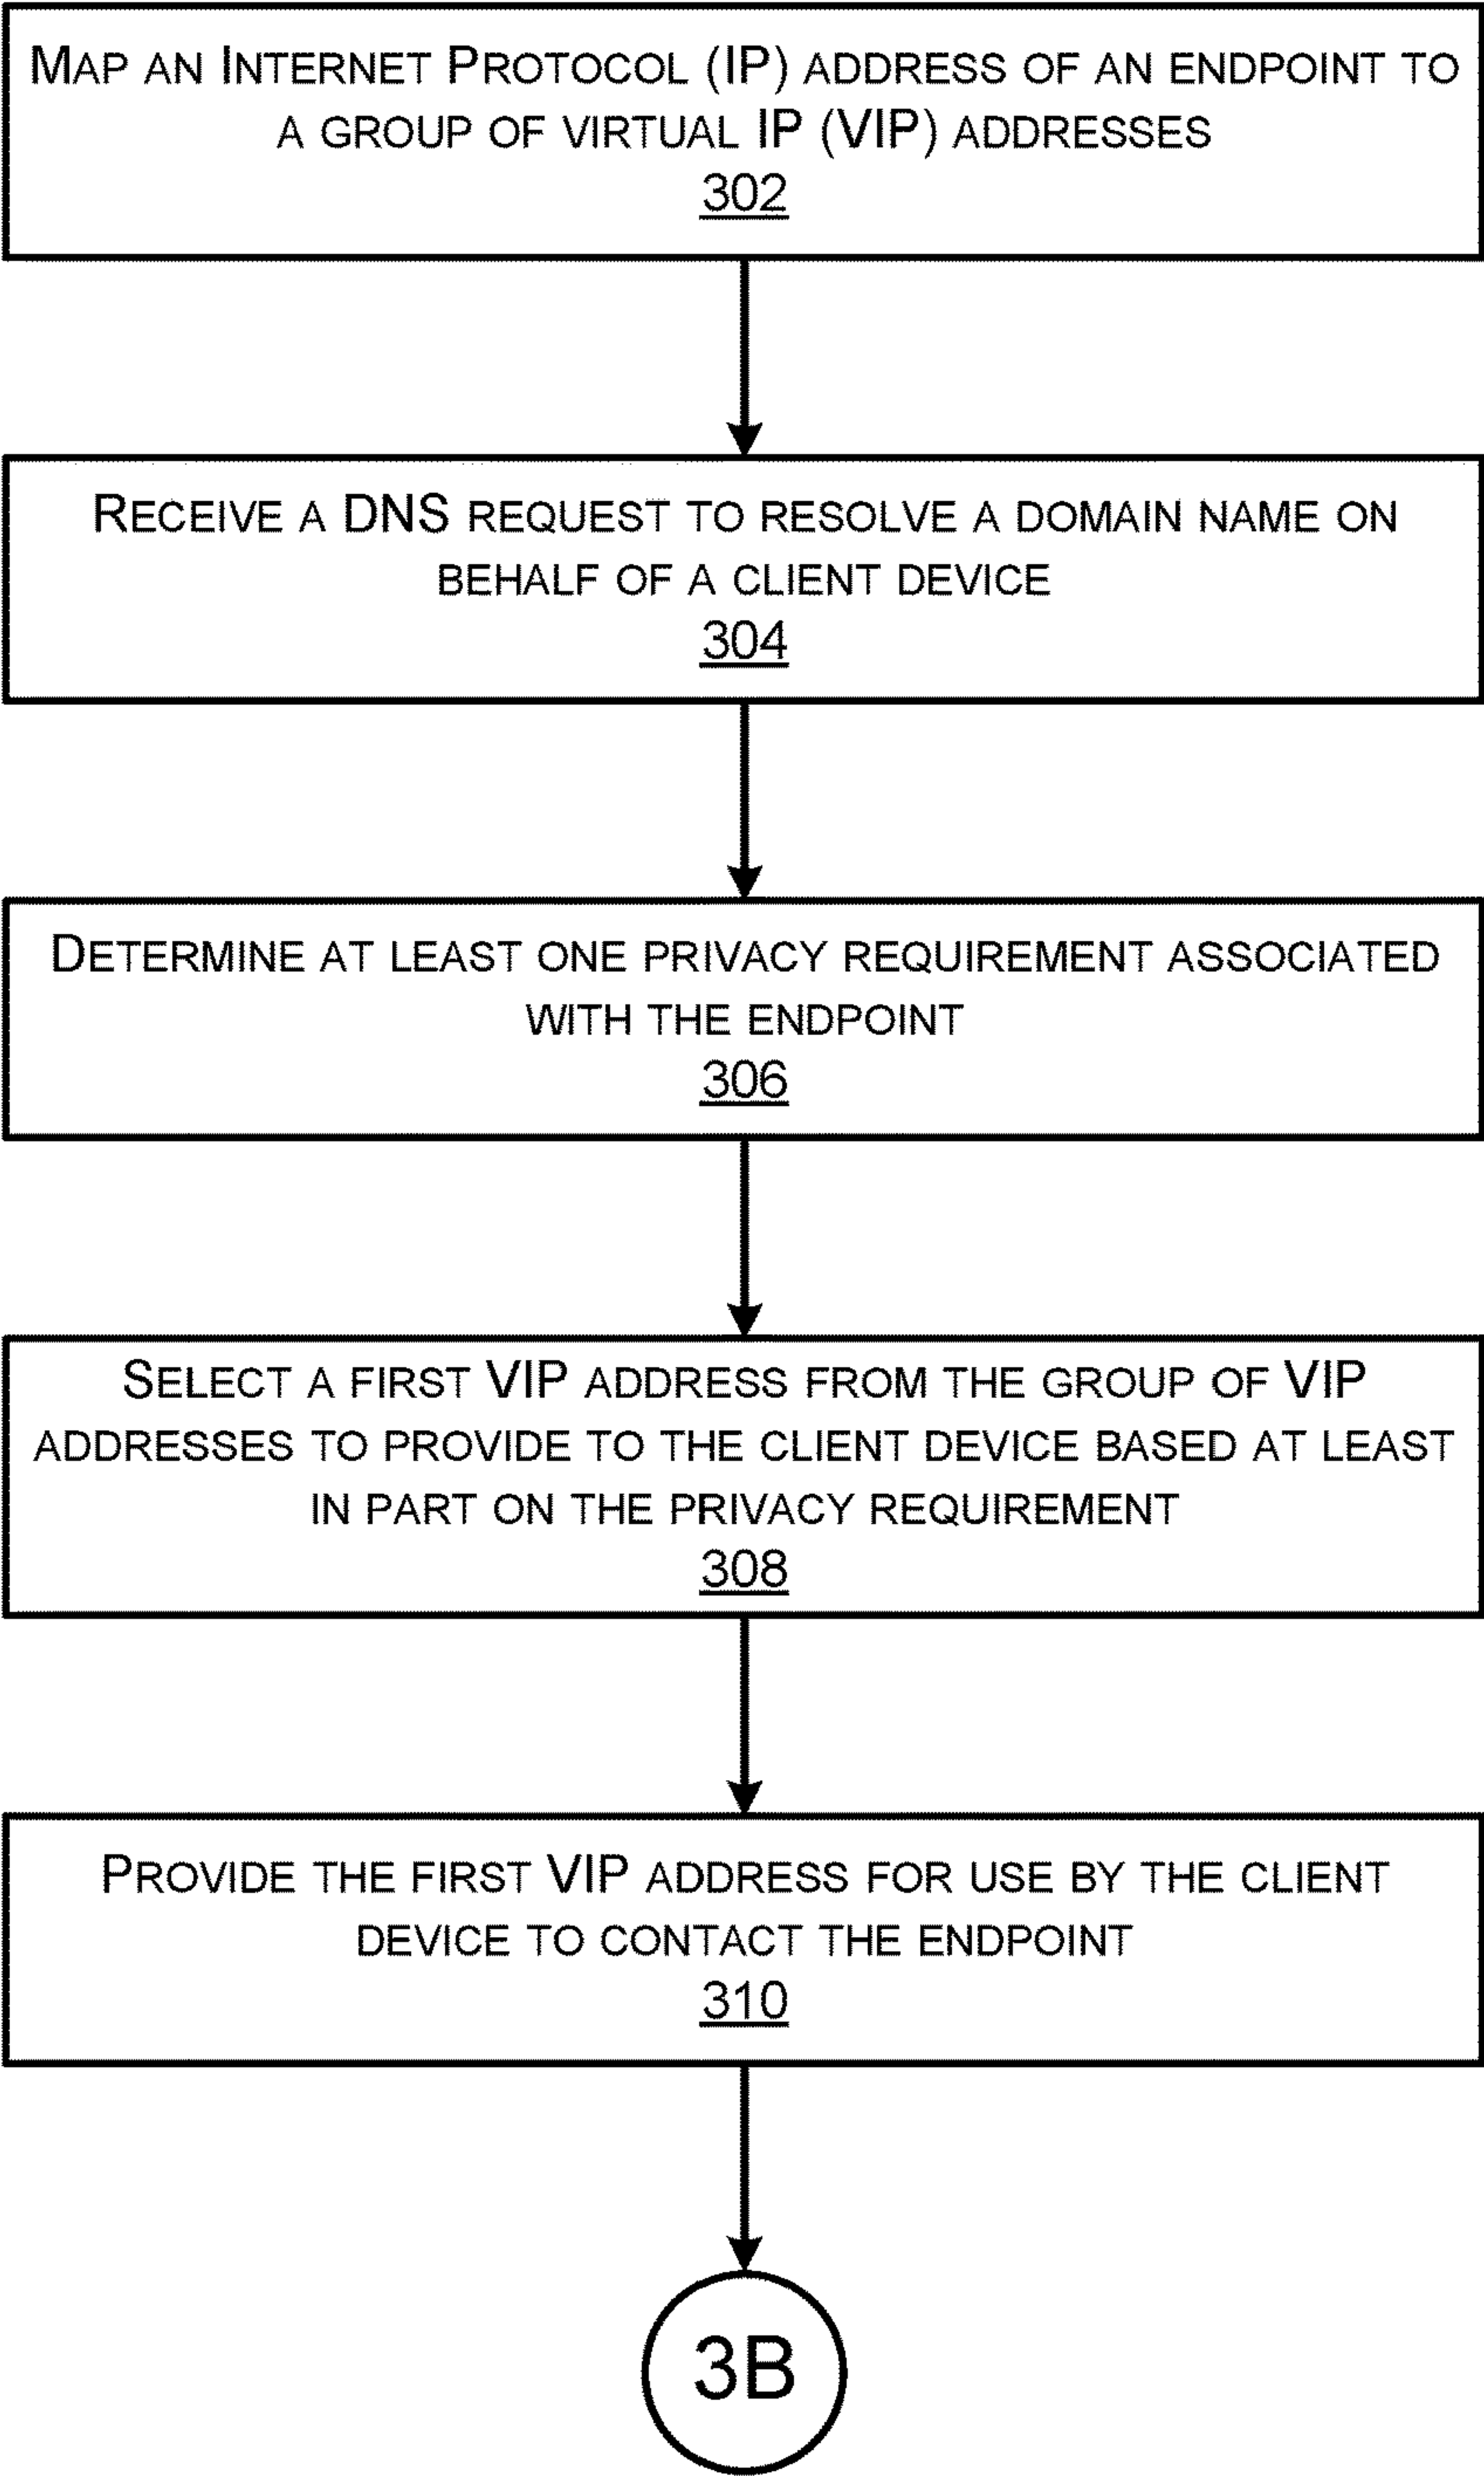 MAP AN INTERNET PROTOCOL (IP) ADDRESS OF AN ENDPOINT TO
A GROUP OF VIRTUAL IP (VIP) ADDRESSES
302
RECEIVE A DNS REQUEST TO RESOLVE A DOMAIN NAME ON
BEHALF OF A CLIENT DEVICE
304
DETERMINE AT LEAST ONE PRIVACY REQUIREMENT ASSOCIATED
WITH THE ENDPOINT
306
SELECT A FIRST VIP ADDRESS FROM THE GROUP OF VIP
ADDRESSES TO PROVIDE TO THE CLIENT DEVICE BASED AT LEAST
IN PART ON THE PRIVACY REQUIREMENT
308
PROVIDE THE FIRST VIP ADDRESS FOR USE BY THE CLIENT
DEVICE TO CONTACT THE ENDPOINT
310
3B